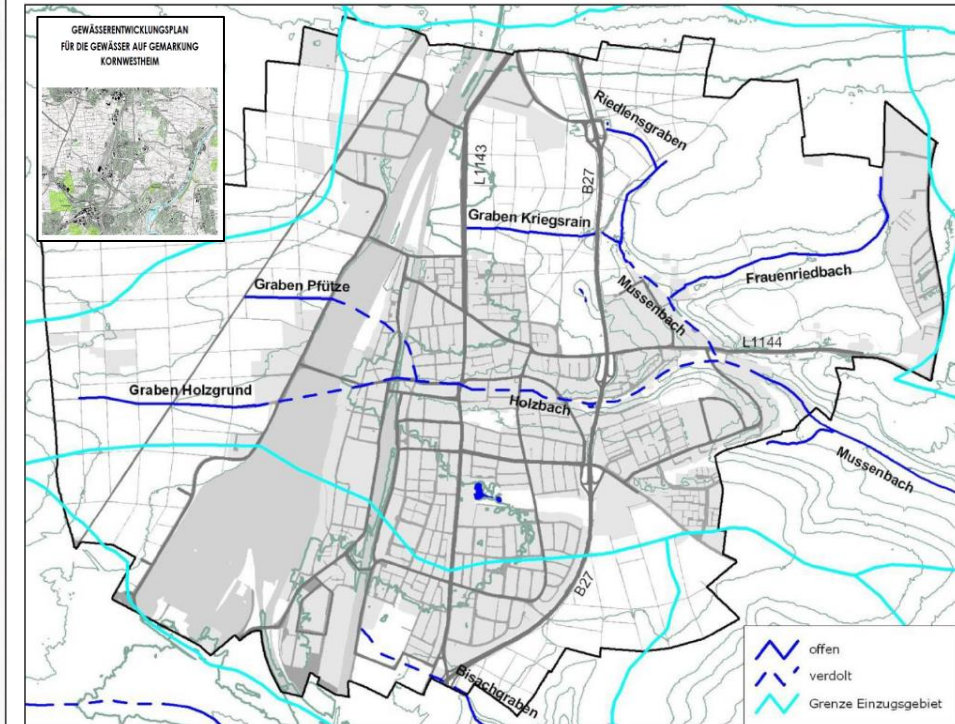 GEWÄSSERENTWICKLUNGSPLAN
FÜR DIE GEWÄSSER AUF GEMARKUNG
KORNWESTHEIM
Riedlensgraben
L1143
B27
Graben Kriegsrain
Frauenriedbach
Graben Pfütze
Mussenbach
L1144
Graben Holzgrund
Holzbach
Mussenbach
B27
Bisachgraben
offen
verdolt
Grenze Einzugsgebiet